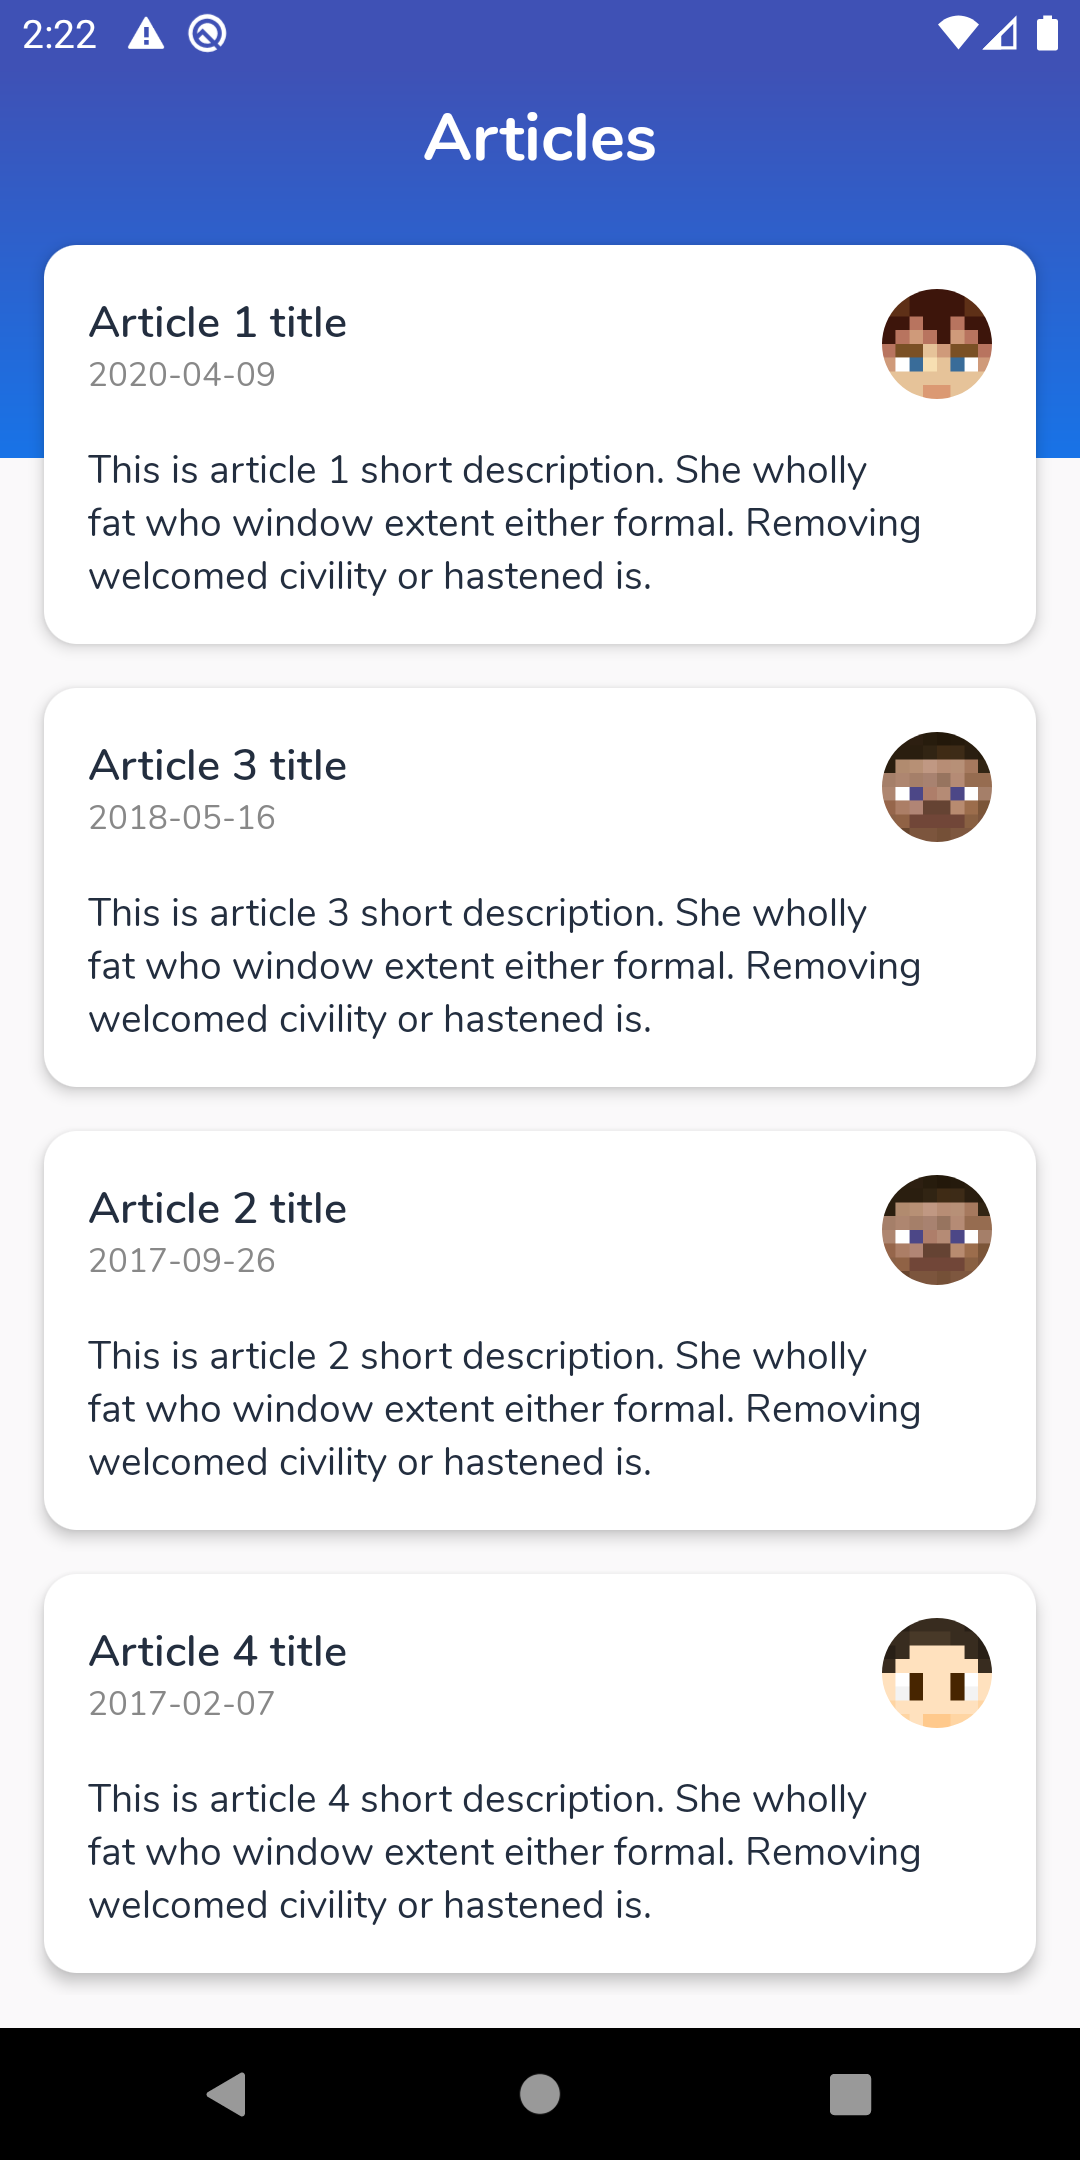 2:22
Articles
Article 1 title
2020-04-09
This is article 1 short description. She wholly
fat who window extent either formal. Removing
welcomed civility or hastened is.
Article 3 title
2018-05-16
This is article 3 short description. She wholly
fat who window extent either formal. Removing
welcomed civility or hastened is.
Article 2 title
2017-09-26
This is article 2 short description. She wholly
fat who window extent either formal. Removing
welcomed civility or hastened is.
Article 4 title
2017-02-07
This is article 4 short description. She wholly
fat who window extent either formal. Removing
welcomed civility or hastened is.